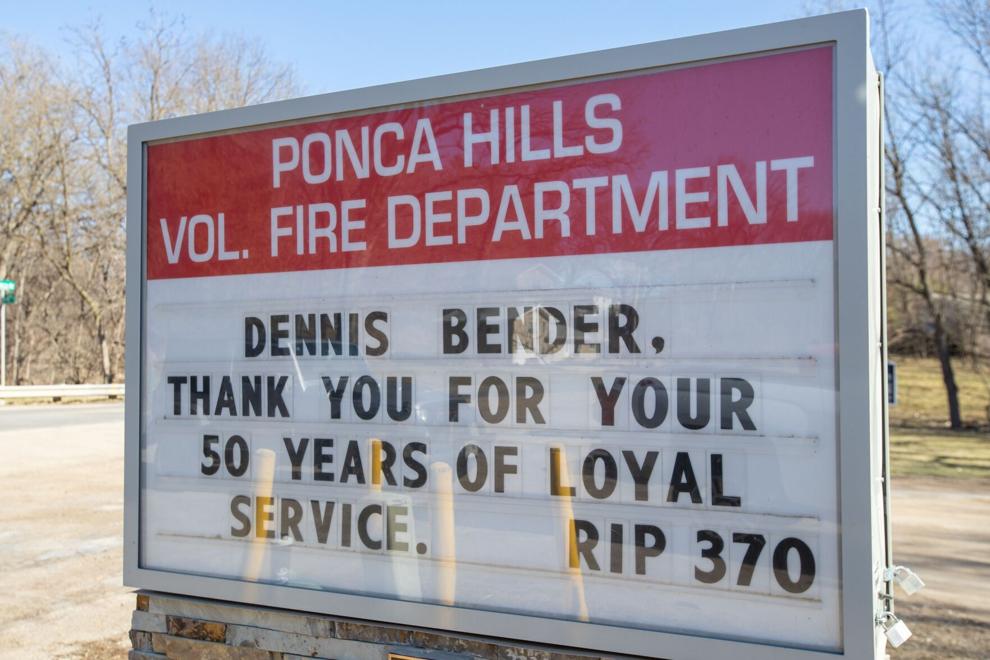 PONCA HILLS
VOL. FIRE DEPARTMENT
DENNIS BENDER,
THANK YOU FOR YOUR
50 YEARS OF LOYAL
SERVICE. RIP 370